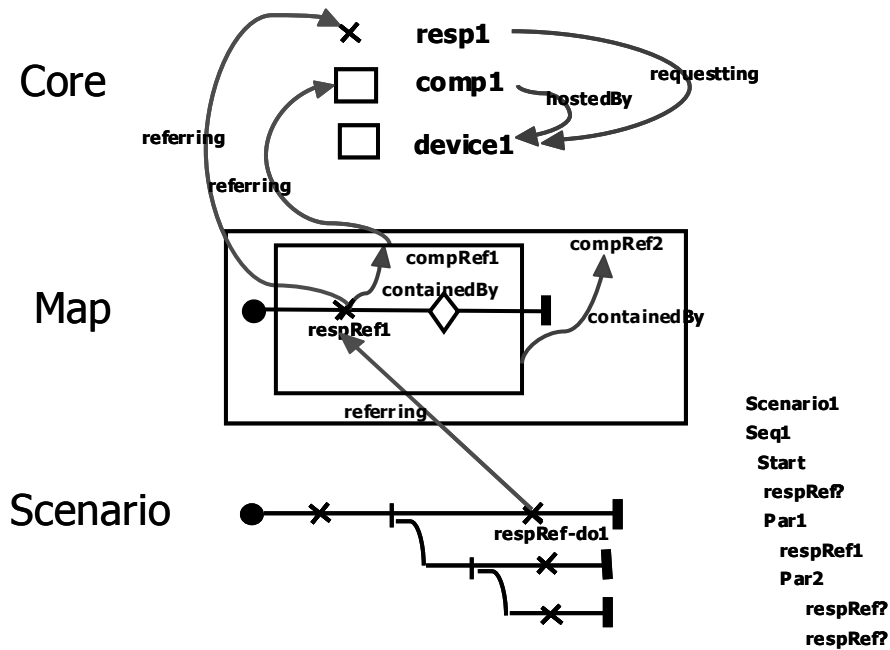 resp1
Core
requestting
comp1
hostedBy
referring
device1
referring
compRef2
compRef1
containedBy
Map
containedBy
respRef1
referring
Scenario1
Seq1
Start
respRef?
Scenario
Par1
respRef-do1
respRef1
Par2
respRef?
respRef?